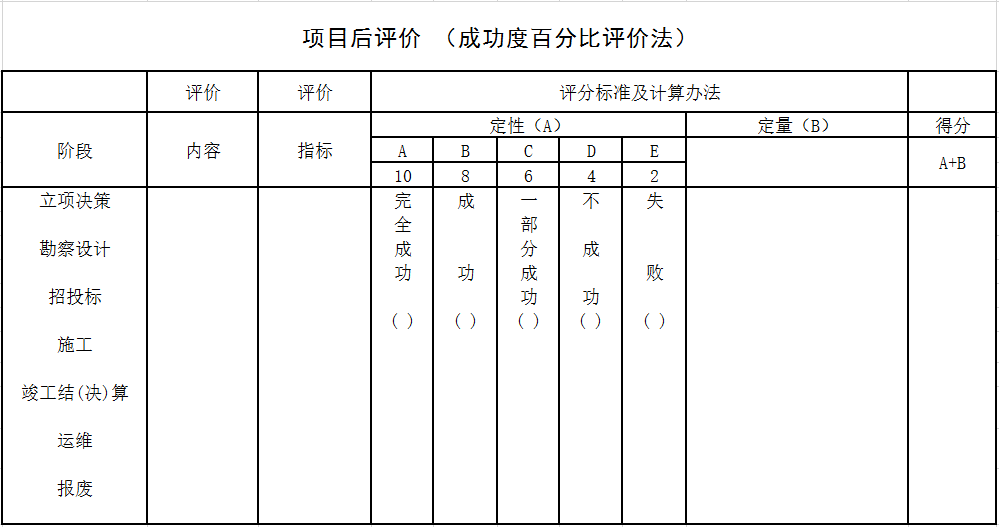 项目后评价 （成功度百分比评价法）
评价 评价 评分标准及计算办法
阶段 内容 指标 定性（A） 定量（B） 得分
A B C D E A+B
10 8 6 4 2
立项决策
勘察设计
招投标
施工
竣工结(决)算
运维
报废
完全成功 ( )
成功 ( )
一部分成功 ( )
不成功 ( )
失败 ( )